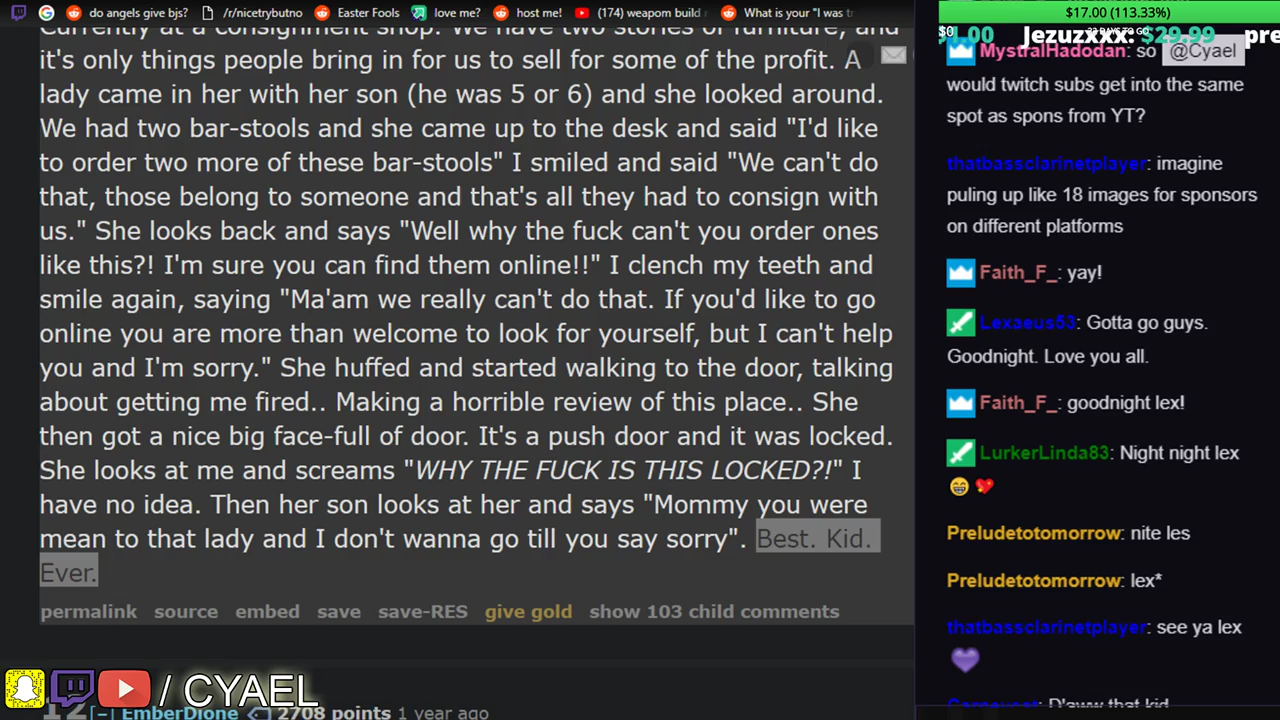 do angels give bjs?
/r/nicetrybutno
Easter Fools
love me?
host me!
(174) weapom build
What is your "I was
Currently at a consignment shop. We have two stories of furniture, and
it's only things people bring in for us to sell for some of the profit. A
lady came in her with her son (he was 5 or 6) and she looked around.
We had two bar-stools and she came up to the desk and said "I'd like
to order two more of these bar-stools" I smiled and said "We can't do
that, those belong to someone and that's all they had to consign with
us." She looks back and says "Well why the fuck can't you order ones
like this?! I'm sure you can find them online!!" I clench my teeth and
smile again, saying "Ma'am we really can't do that. If you'd like to go
online you are more than welcome to look for yourself, but I can't help
you and I'm sorry." She huffed and started walking to the door, talking
about getting me fired.. Making a horrible review of this place.. She
then got a nice big face-full of door. It's a push door and it was locked.
She looks at me and screams "WHY THE FUCK IS THIS LOCKED?!" I
have no idea. Then her son looks at her and says "Mommy you were
mean to that lady and I don't wanna go till you say sorry". Best. Kid.
Ever.
permalink source embed save save-RES give gold show 103 child comments
[–] EmberDione 2708 points 1 year ago
/ CYAEL
$17.00 (113.33%)
$0
$1.00 Jezuzxxx: $29.99 pre
MystralHadodan: so @Cyael
would twitch subs get into the same
spot as spons from YT?
thatbassclarinetplayer: imagine
puling up like 18 images for sponsors
on different platforms
Faith_F_: yay!
Lexaeus53: Gotta go guys.
Goodnight. Love you all.
Faith_F_: goodnight lex!
LurkerLinda83: Night night lex
Preludetotomorrow: nite les
Preludetotomorrow: lex*
thatbassclarinetplayer: see ya lex
D'aww that kid